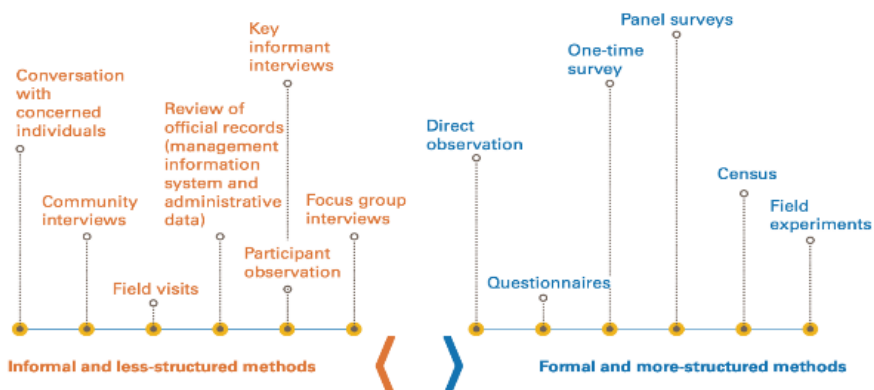 Conversation
with
concerned
individuals
Community
interviews
Field visits
Review of
official records
(management
information
system and
administrative
data)
Key
informant
interviews
Participant
observation
Focus group
interviews
Informal and less-structured methods
Direct
observation
Questionnaires
One-time
survey
Panel surveys
Census
Field
experiments
Formal and more-structured methods